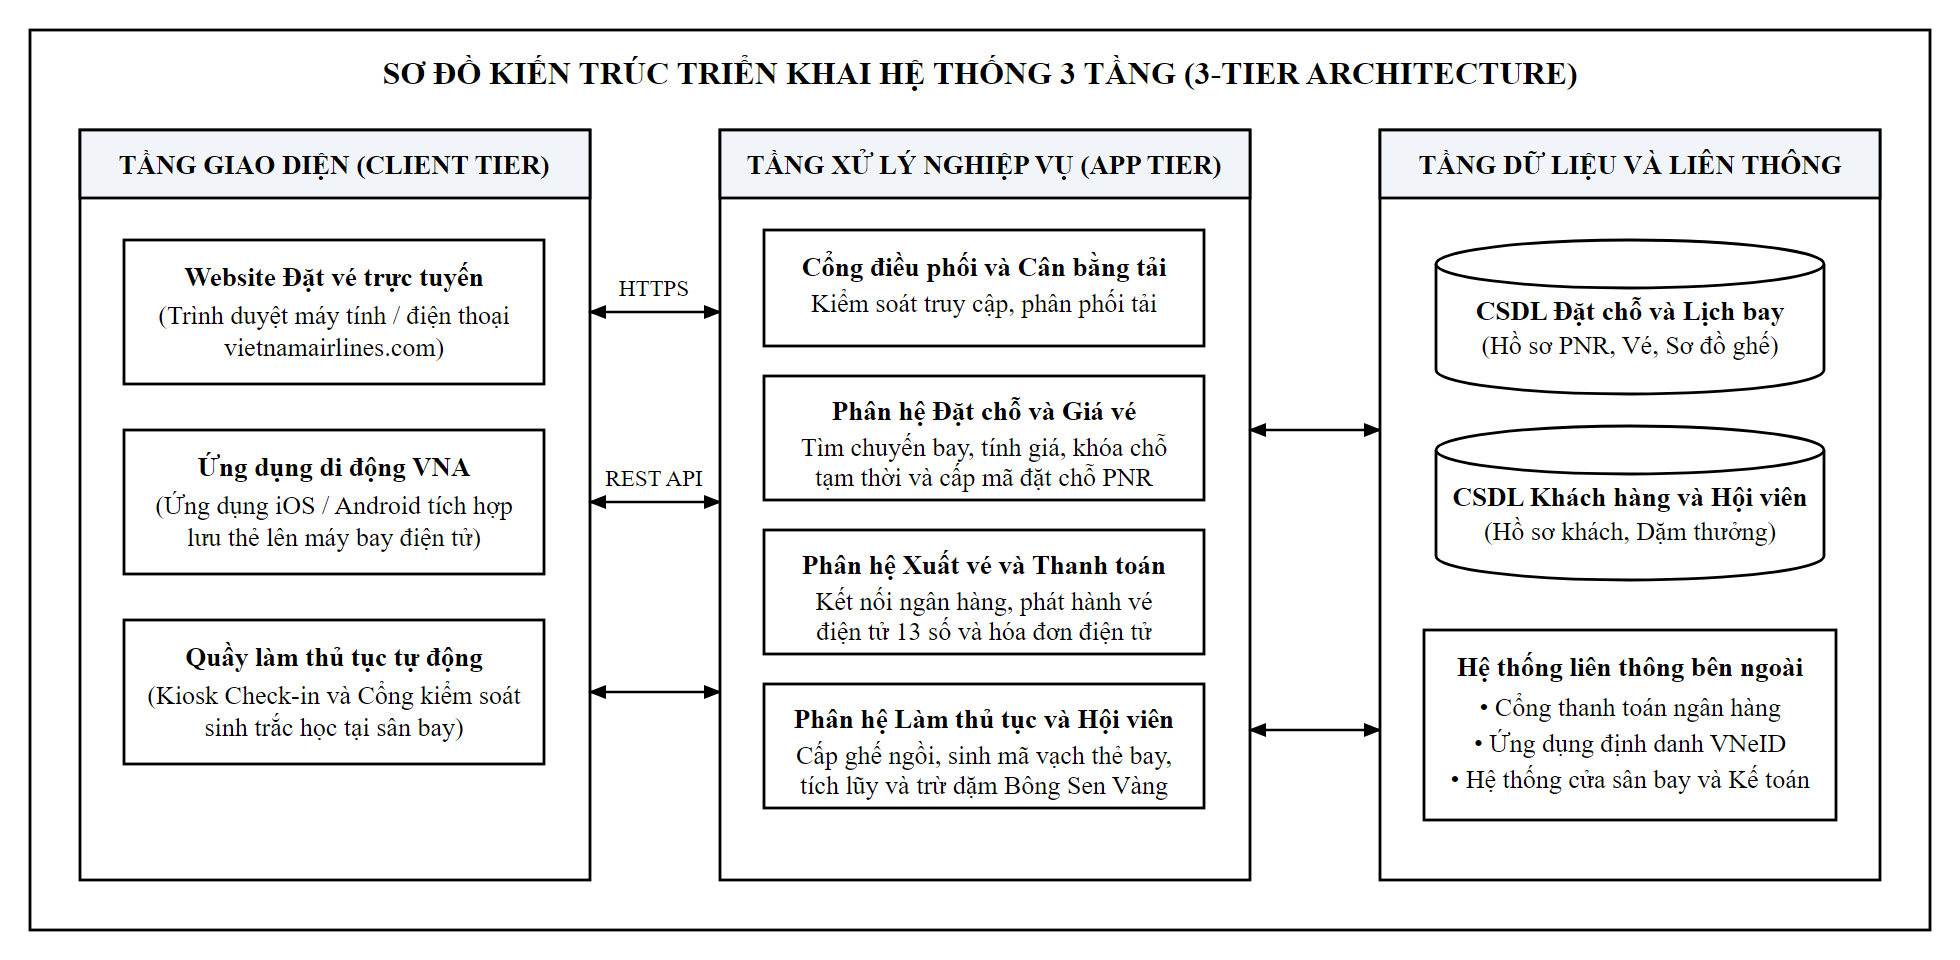 SƠ ĐỒ KIẾN TRÚC TRIỂN KHAI HỆ THỐNG 3 TẦNG (3-TIER ARCHITECTURE)
TẦNG GIAO DIỆN (CLIENT TIER)
Website Đặt vé trực tuyến
(Trình duyệt máy tính / điện thoại
vietnamairlines.com)
Ứng dụng di động VNA
(Ứng dụng iOS / Android tích hợp
lưu thẻ lên máy bay điện tử)
Quầy làm thủ tục tự động
(Kiosk Check-in và Cổng kiểm soát
sinh trắc học tại sân bay)
HTTPS
REST API
TẦNG XỬ LÝ NGHIỆP VỤ (APP TIER)
Cổng điều phối và Cân bằng tải
Kiểm soát truy cập, phân phối tải
Phân hệ Đặt chỗ và Giá vé
Tìm chuyến bay, tính giá, khóa chỗ
tạm thời và cấp mã đặt chỗ PNR
Phân hệ Xuất vé và Thanh toán
Kết nối ngân hàng, phát hành vé
điện tử 13 số và hóa đơn điện tử
Phân hệ Làm thủ tục và Hội viên
Cấp ghế ngồi, sinh mã vạch thẻ bay,
tích lũy và trừ dặm Bông Sen Vàng
TẦNG DỮ LIỆU VÀ LIÊN THÔNG
CSDL Đặt chỗ và Lịch bay
(Hồ sơ PNR, Vé, Sơ đồ ghế)
CSDL Khách hàng và Hội viên
(Hồ sơ khách, Dặm thưởng)
Hệ thống liên thông bên ngoài
• Cổng thanh toán ngân hàng
• Ứng dụng định danh VNeID
• Hệ thống cửa sân bay và Kế toán